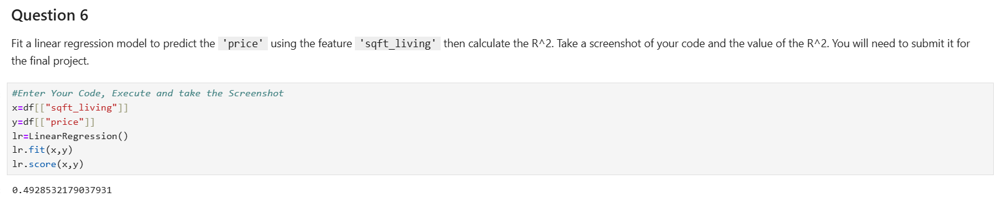 Question 6
Fit a linear regression model to predict the 'price' using the feature 'sqft_living' then calculate the R^2. Take a screenshot of your code and the value of the R^2. You will need to submit it for
the final project.
#Enter Your Code, Execute and take the Screenshot
x=df[["sqft_living"]]
y=df[["price"]]
lr=LinearRegression()
lr.fit(x,y)
lr.score(x,y)
0.4928532179037931